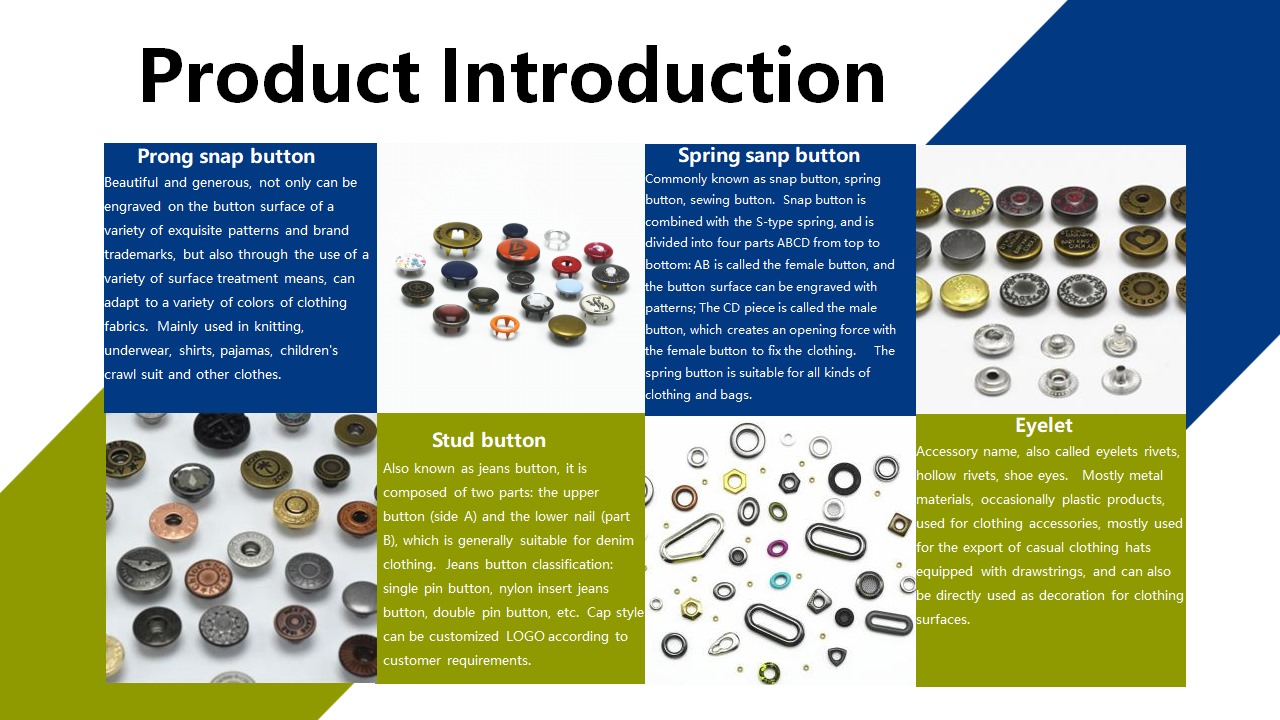 Product Introduction
Prong snap button
Beautiful and generous, not only can be
engraved on the button surface of a
variety of exquisite patterns and brand
trademarks, but also through the use of a
variety of surface treatment means, can
adapt to a variety of colors of clothing
fabrics. Mainly used in knitting,
underwear, shirts, pajamas, children's
crawl suit and other clothes.
Spring sanp button
Commonly known as snap button, spring
button, sewing button. Snap button is
combined with the S-type spring, and is
divided into four parts ABCD from top to
bottom: AB is called the female button, and
the button surface can be engraved with
patterns; The CD piece is called the male
button, which creates an opening force with
the female button to fix the clothing. The
spring button is suitable for all kinds of
clothing and bags.
Stud button
Also known as jeans button, it is
composed of two parts: the upper
button (side A) and the lower nail (part
B), which is generally suitable for denim
clothing. Jeans button classification:
single pin button, nylon insert jeans
button, double pin button, etc. Cap style
can be customized LOGO according to
customer requirements.
Eyelet
Accessory name, also called eyelets rivets,
hollow rivets, shoe eyes. Mostly metal
materials, occasionally plastic products,
used for clothing accessories, mostly used
for the export of casual clothing hats
equipped with drawstrings, and can also
be directly used as decoration for clothing
surfaces.